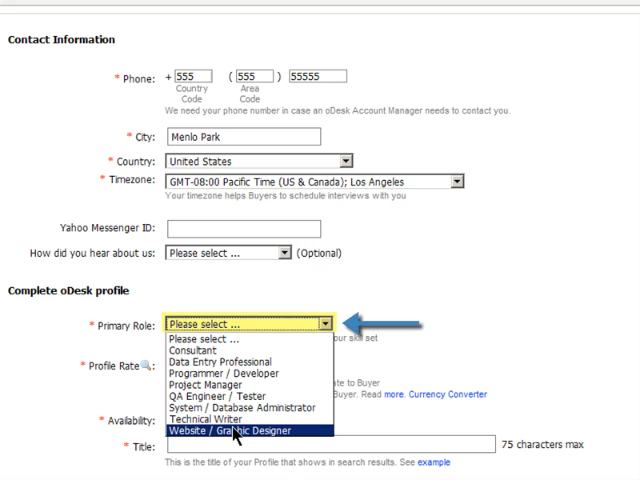 Contact Information
* Phone: + 555 ( 555 ) 55555
Country Code
Area Code
We need your phone number in case an oDesk Account Manager needs to contact you.
* City: Menlo Park
* Country: United States
* Timezone: GMT-08:00 Pacific Time (US & Canada); Los Angeles
Your timezone helps Buyers to schedule interviews with you
Yahoo Messenger ID:
How did you hear about us: Please select ... (Optional)
Complete oDesk profile
* Primary Role: Please select ...
Please select ... our skill set
Consultant
Data Entry Professional
* Profile Rate :
Programmer / Developer
Project Manager ate to Buyer
QA Engineer / Tester Buyer. Read more. Currency Converter
System / Database Administrator
* Availability: Technical Writer
Website / Graphic Designer
* Title: 75 characters max
This is the title of your Profile that shows in search results. See example